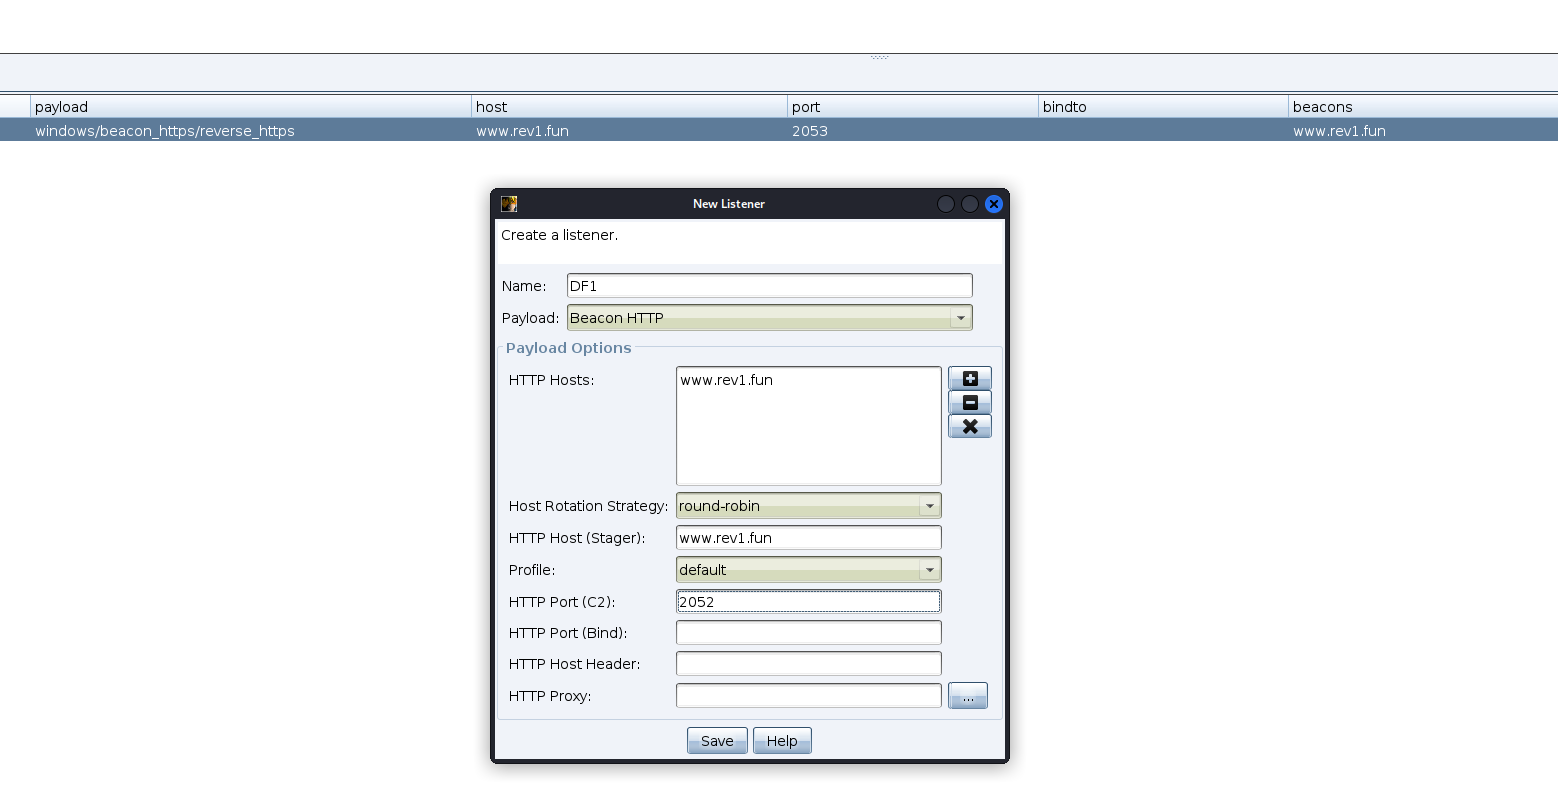 payload host port bindto beacons
windows/beacon_https/reverse_https www.rev1.fun 2053 www.rev1.fun
New Listener
Create a listener.
Name: DF1
Payload: Beacon HTTP
Payload Options
HTTP Hosts: www.rev1.fun
Host Rotation Strategy: round-robin
HTTP Host (Stager): www.rev1.fun
Profile: default
HTTP Port (C2): 2052
HTTP Port (Bind):
HTTP Host Header:
HTTP Proxy: ...
Save Help